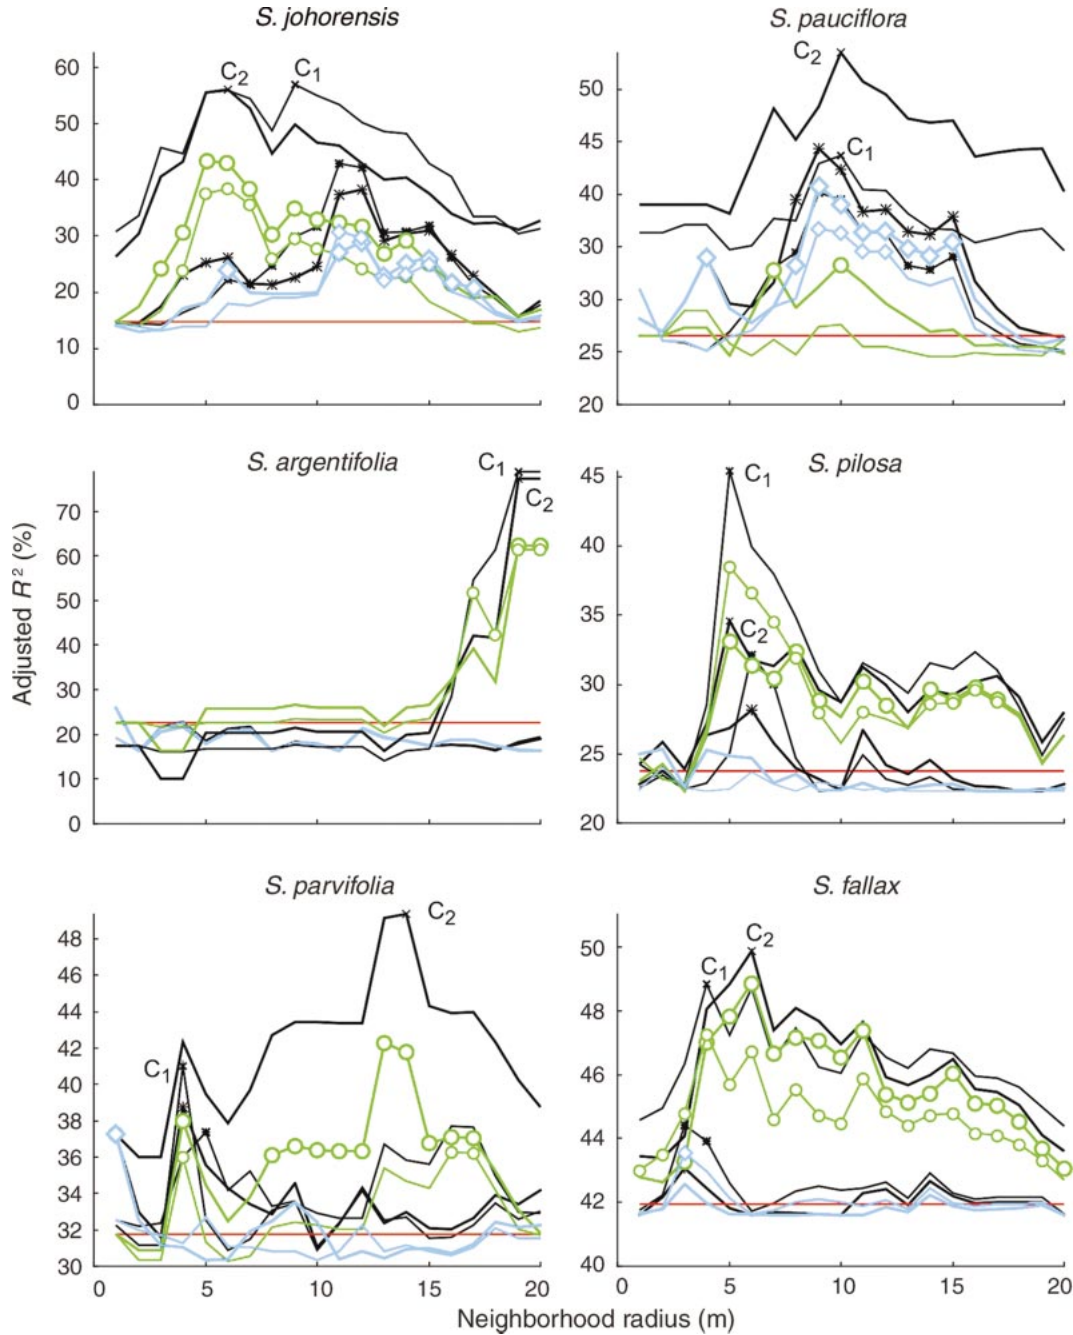 S. johorensis
S. pauciflora
60
50
40
30
20
10
0
C2
C1
50
45
40
35
30
30
25
20
C2
C1
S. argentifolia
S. pilosa
70
60
50
40
30
20
10
0
C1
C2
45
40
35
30
25
20
C1
C2
S. parvifolia
S. fallax
48
46
44
42
40
38
36
34
32
30
C1
C2
50
48
46
44
42
40
C1
C2
0 5 10 15 20
0 5 10 15 20
Adjusted R² (%)
Neighborhood radius (m)